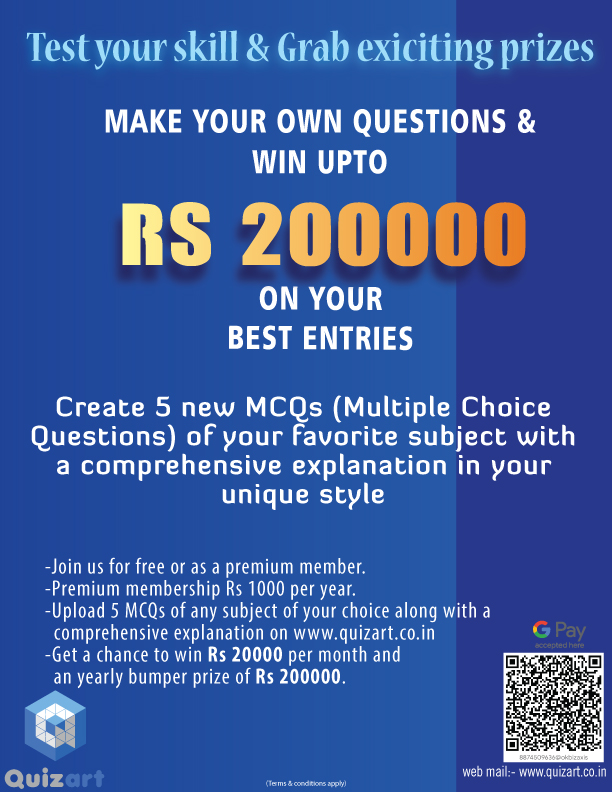 Test your skill & Grab exiciting prizes
MAKE YOUR OWN QUESTIONS &
WIN UPTO
RS 200000
ON YOUR
BEST ENTRIES
Create 5 new MCQs (Multiple Choice
Questions) of your favorite subject with
a comprehensive explanation in your
unique style
-Join us for free or as a premium member.
-Premium membership Rs 1000 per year.
-Upload 5 MCQs of any subject of your choice along with a
comprehensive explanation on www.quizart.co.in
-Get a chance to win Rs 20000 per month and
an yearly bumper prize of Rs 200000.
G Pay
accepted here
8874509636@okbizaxis
Quizart
(Terms & conditions apply)
web mail:- www.quizart.co.in